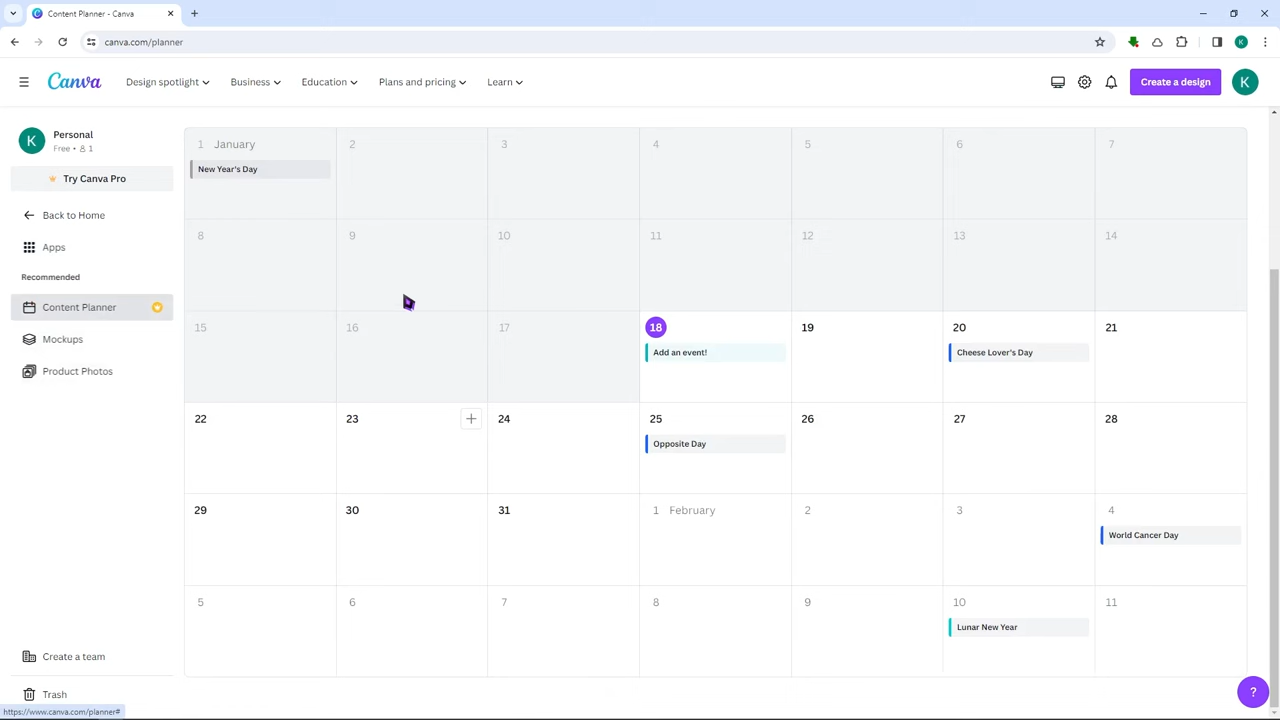 Content Planner - Canva
canva.com/planner
K
Canva
Design spotlight
Business
Education
Plans and pricing
Learn
Create a design
K
K
Personal
Free • 1
Try Canva Pro
Back to Home
Apps
Recommended
Content Planner
Mockups
Product Photos
Create a team
Trash
https://www.canva.com/planner#
1 January
2
3
4
5
6
7
New Year's Day
8
9
10
11
12
13
14
15
16
17
18
19
20
21
Add an event!
Cheese Lover's Day
22
23
24
25
26
27
28
Opposite Day
29
30
31
1 February
2
3
4
World Cancer Day
5
6
7
8
9
10
11
Lunar New Year
?